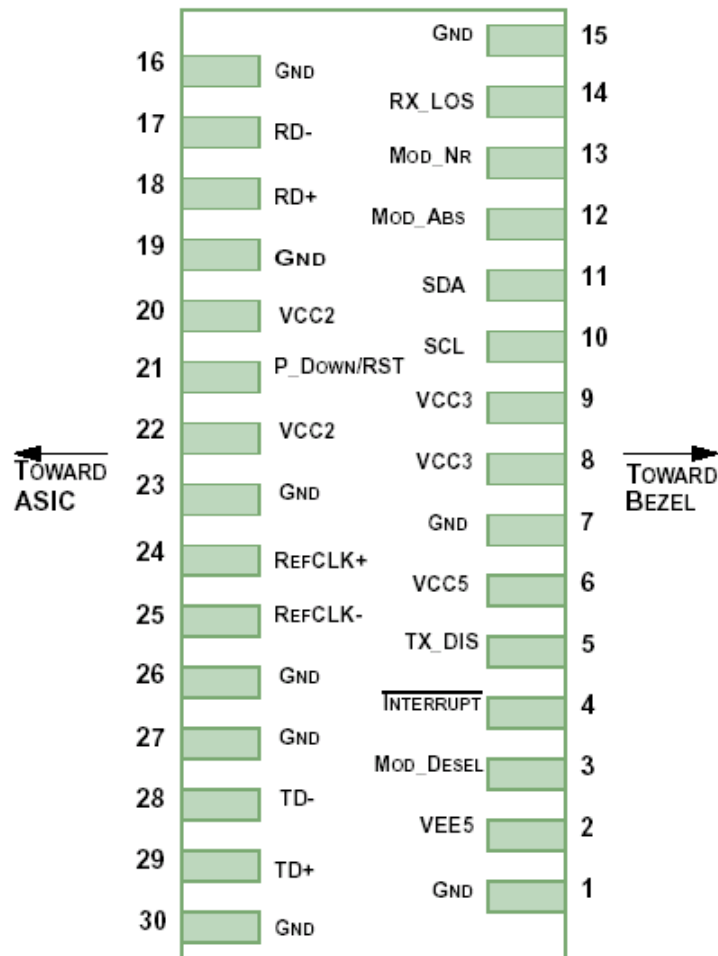 GND 15
16 GND
RX_LOS 14
17 RD-
MOD_NR 13
18 RD+
MOD_ABS 12
19 GND
SDA 11
20 VCC2
SCL 10
21 P_DOWN/RST
VCC3 9
22 VCC2
VCC3 8
TOWARD
ASIC
TOWARD
BEZEL
23 GND
GND 7
24 REFCLK+
VCC5 6
25 REFCLK-
TX_DIS 5
26 GND
INTERRUPT 4
27 GND
MOD_DESEL 3
28 TD-
VEE5 2
29 TD+
GND 1
30 GND